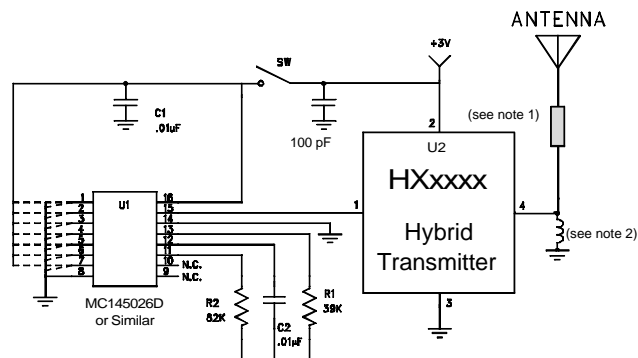 ANTENNA
+3V
SW
(see note 1)
C1
.01uF
100 pF
2
U2
HXxxxx
Hybrid
Transmitter
1
4
3
(see note 2)
U1
1
2
3
4
5
6
7
8
16
15
14
13
12
11
10
9
N.C.
N.C.
MC145026D
or Similar
R2
82K
C2
.01uF
R1
39K